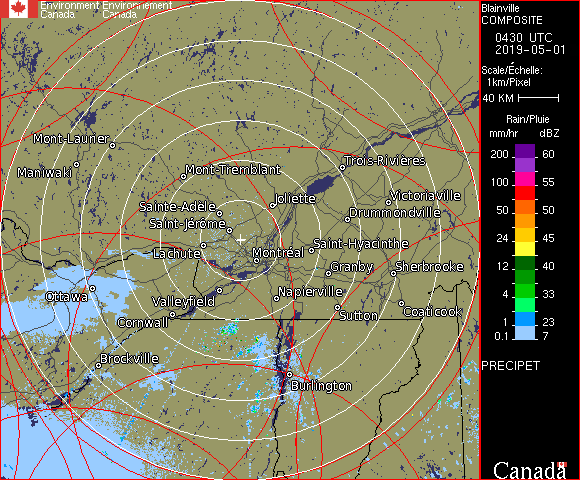 Environment Environnement
Canada Canada
Blainville
COMPOSITE
0430 UTC
2019-05-01
Scale/Échelle:
1km/Pixel
40 KM
Rain/Pluie
mm/hr dBZ
200 60
150 57
100 55
50 50
24 45
12 40
4 33
1 23
0.1 7
PRECIPET
Canada
Mont-Laurier
Maniwaki
Mont-Tremblant
Trois-Rivières
Sainte-Adèle
Joliette
Victoriaville
Drummondville
Saint-Jérôme
Lachute
Montréal
Saint-Hyacinthe
Granby
Sherbrooke
Ottawa
Valleyfield
Napierville
Cornwall
Sutton
Coaticook
Brockville
Burlington